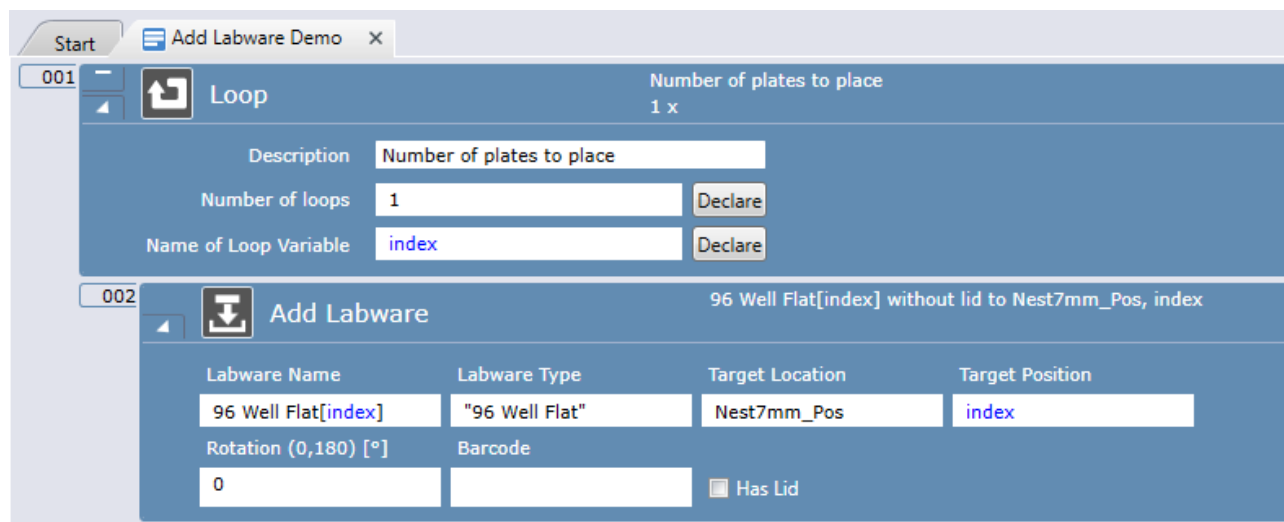 Start Add Labware Demo ×
001 Loop Number of plates to place
1 x
Description Number of plates to place
Number of loops 1 Declare
Name of Loop Variable index Declare
002 Add Labware 96 Well Flat[index] without lid to Nest7mm_Pos, index
Labware Name Labware Type Target Location Target Position
96 Well Flat[index] "96 Well Flat" Nest7mm_Pos index
Rotation (0,180) [°] Barcode
0 Has Lid